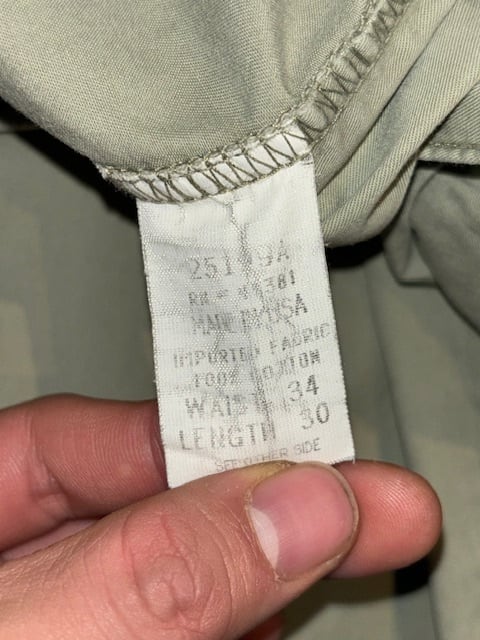 MADE IN USA
IMPORTED FABRIC
100% COTTON
WAIST 34
LENGTH 30
SEE OTHER SIDE